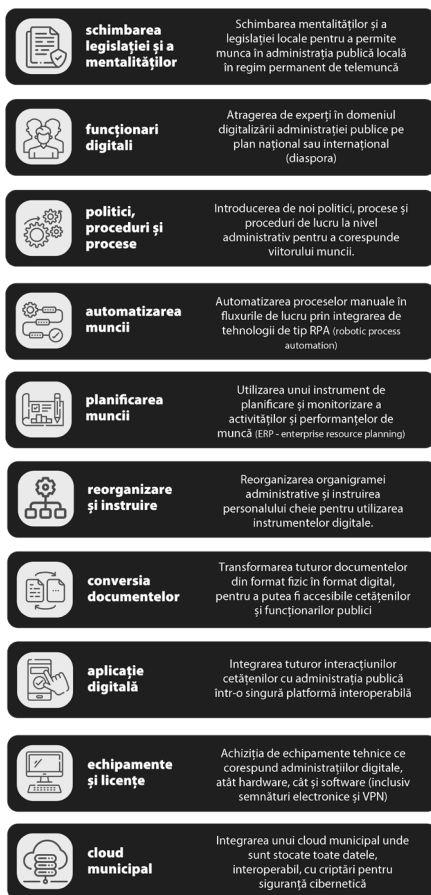 schimbarea
legislației și a
mentalităților
Schimbarea mentalităților și a
legislației locale pentru a permite
munca în administrația publică locală
în regim permanent de telemuncă
funcționari
digitali
Atragerea de experți în domeniul
digitalizării administrației publice pe
plan național sau internațional
(diaspora)
politici,
proceduri și
procese
Introducerea de noi politici, procese și
proceduri de lucru la nivel
administrativ pentru a corespunde
viitorului muncii.
automatizarea
muncii
Automatizarea proceselor manuale în
fluxurile de lucru prin integrarea de
tehnologii de tip RPA (robotic process
automation)
planificarea
muncii
Utilizarea unui instrument de
planificare și monitorizare a
activităților și performanțelor de
muncă (ERP - enterprise resource planning)
reorganizare
și instruire
Reorganizarea organigramei
administrative și instruirea
personalului cheie pentru utilizarea
instrumentelor digitale.
conversia
documentelor
Transformarea tuturor documentelor
din format fizic în format digital,
pentru a putea fi accesibile cetățenilor
și funcționarilor publici
aplicație
digitală
Integrarea tuturor interacțiunilor
cetățenilor cu administrația publică
într-o singură platformă interoperabilă
echipamente
și licențe
Achiziția de echipamente tehnice ce
corespund administrațiilor digitale,
atât hardware, cât și software (inclusiv
semnături electronice și VPN)
cloud
municipal
Integrarea unui cloud municipal unde
sunt stocate toate datele,
interoperabil, cu criptări pentru
siguranță cibernetică